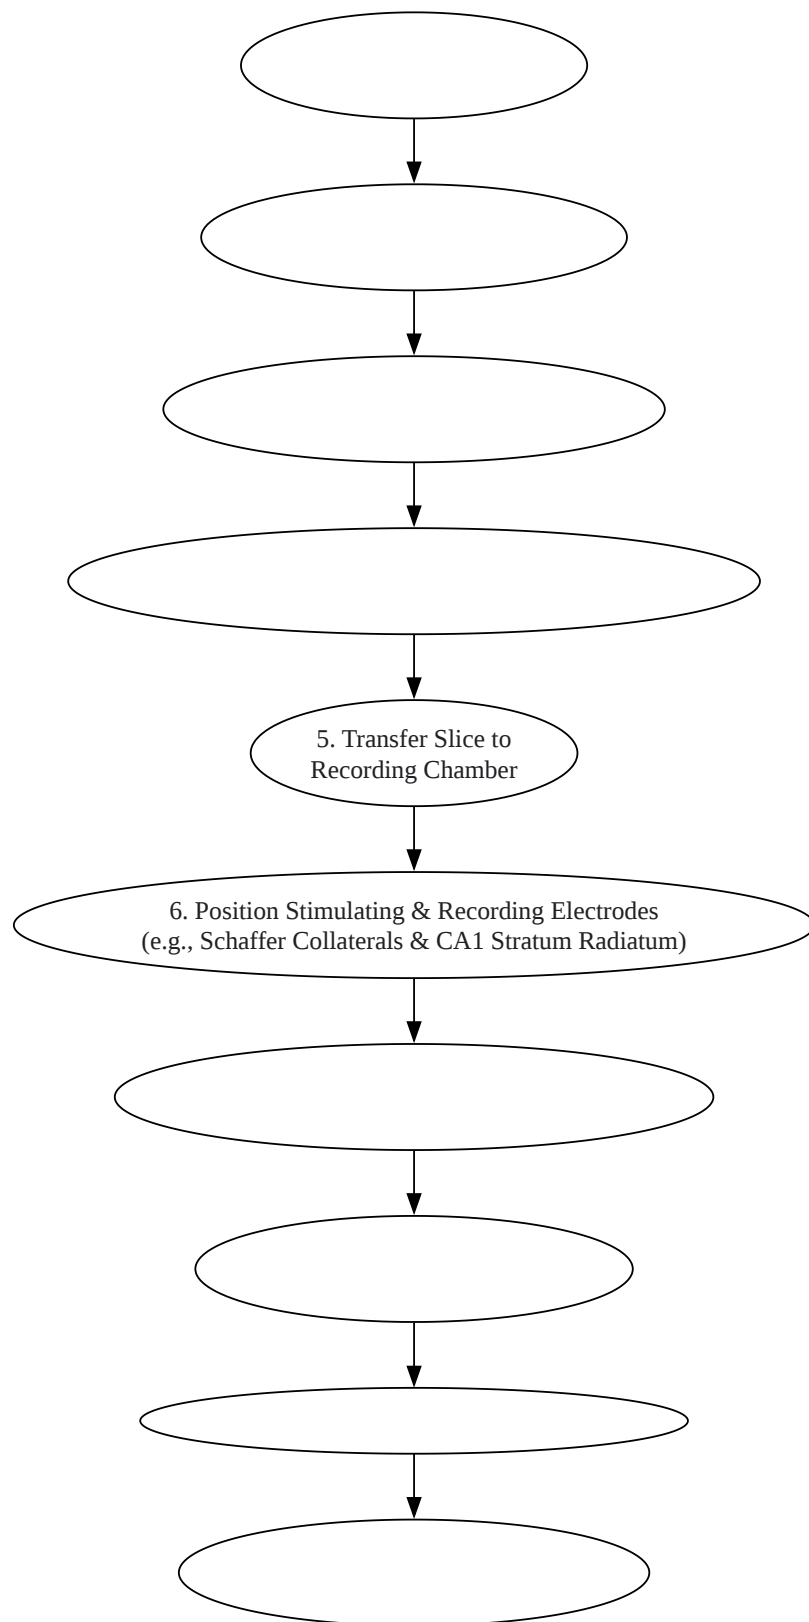 5. Transfer Slice to
Recording Chamber
6. Position Stimulating & Recording Electrodes
(e.g., Schaffer Collaterals & CA1 Stratum Radiatum)